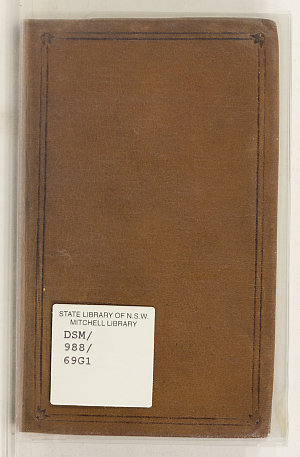 STATE LIBRARY OF N.S.W.
MITCHELL LIBRARY
DSM/
988/
69G1